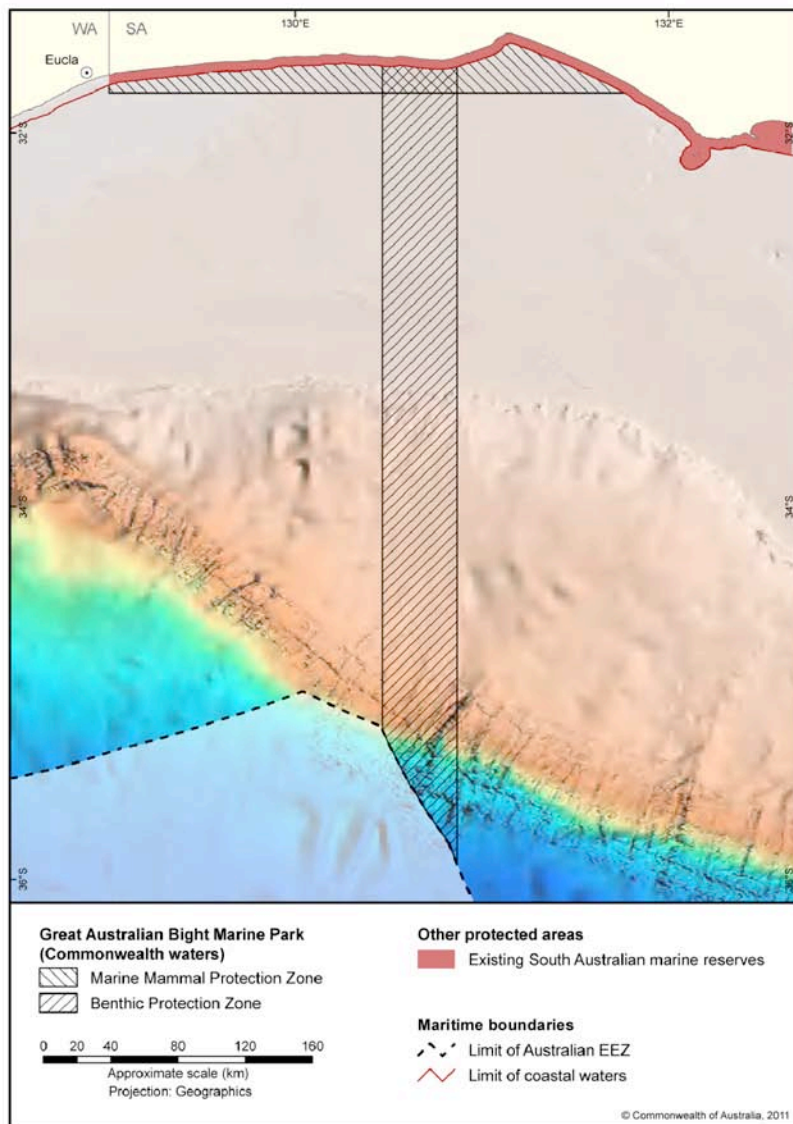 130°E
132°E
WA
SA
Eucla
32°S
32°S
34°S
34°S
36°S
36°S
Great Australian Bight Marine Park
(Commonwealth waters)
Marine Mammal Protection Zone
Benthic Protection Zone
0 20 40 80 120 160
Approximate scale (km)
Projection: Geographics
Other protected areas
Existing South Australian marine reserves
Maritime boundaries
Limit of Australian EEZ
Limit of coastal waters
© Commonwealth of Australia, 2011